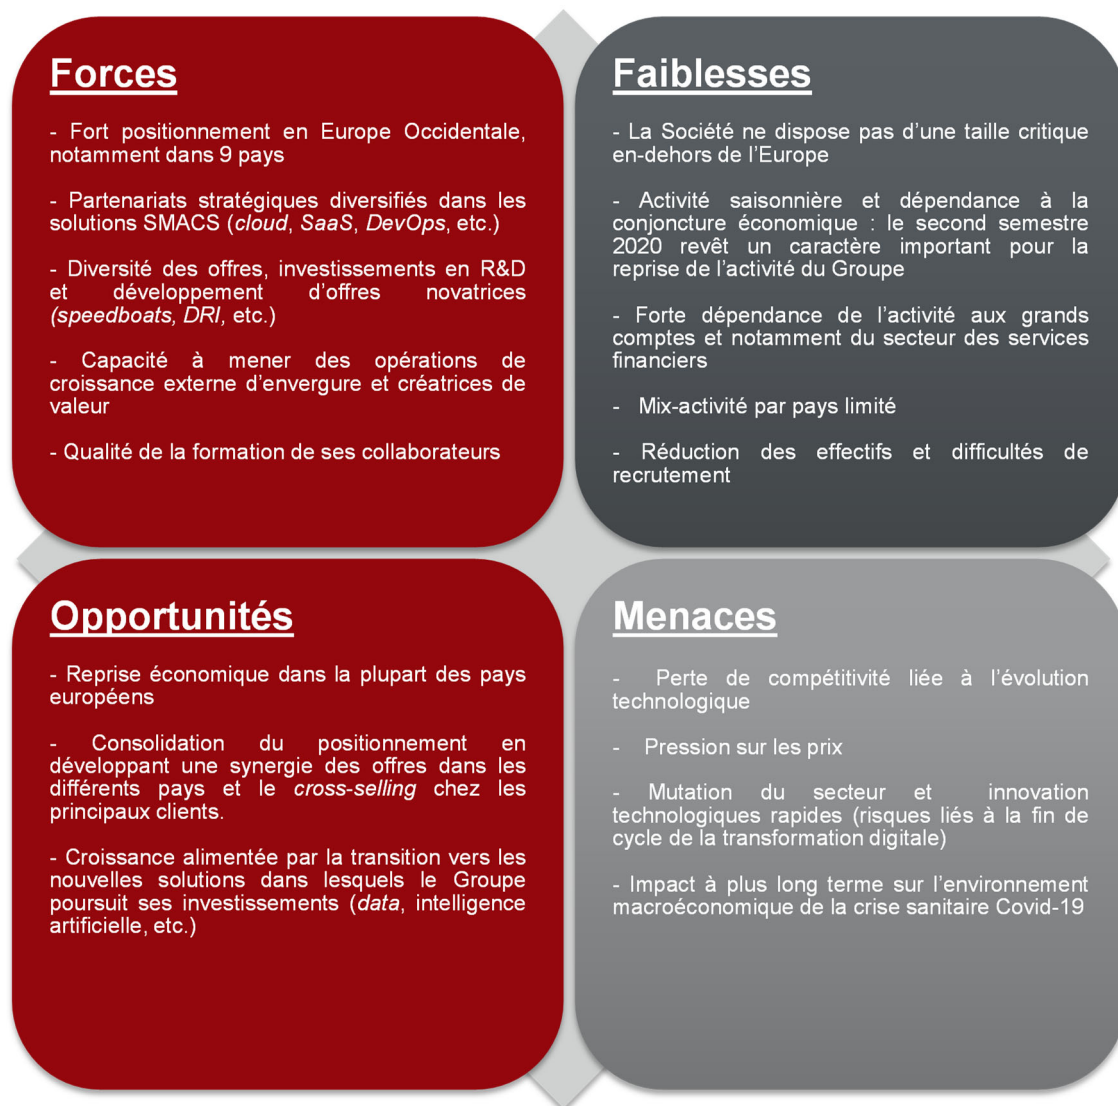 Forces
- Fort positionnement en Europe Occidentale,
notamment dans 9 pays
- Partenariats stratégiques diversifiés dans les
solutions SMACS (cloud, SaaS, DevOps, etc.)
- Diversité des offres, investissements en R&D
et développement d’offres novatrices
(speedboats, DRI, etc.)
- Capacité à mener des opérations de
croissance externe d’envergure et créatrices de
valeur
- Qualité de la formation de ses collaborateurs
Faiblesses
- La Société ne dispose pas d’une taille critique
en-dehors de l’Europe
- Activité saisonnière et dépendance à la
conjoncture économique : le second semestre
2020 revêt un caractère important pour la
reprise de l’activité du Groupe
- Forte dépendance de l’activité aux grands
comptes et notamment du secteur des services
financiers
- Mix-activité par pays limité
- Réduction des effectifs et difficultés de
recrutement
Opportunités
- Reprise économique dans la plupart des pays
européens
- Consolidation du positionnement en
développant une synergie des offres dans les
différents pays et le cross-selling chez les
principaux clients.
- Croissance alimentée par la transition vers les
nouvelles solutions dans lesquels le Groupe
poursuit ses investissements (data, intelligence
artificielle, etc.)
Menaces
- Perte de compétitivité liée à l’évolution
technologique
- Pression sur les prix
- Mutation du secteur et innovation
technologiques rapides (risques liés à la fin de
cycle de la transformation digitale)
- Impact à plus long terme sur l’environnement
macroéconomique de la crise sanitaire Covid-19